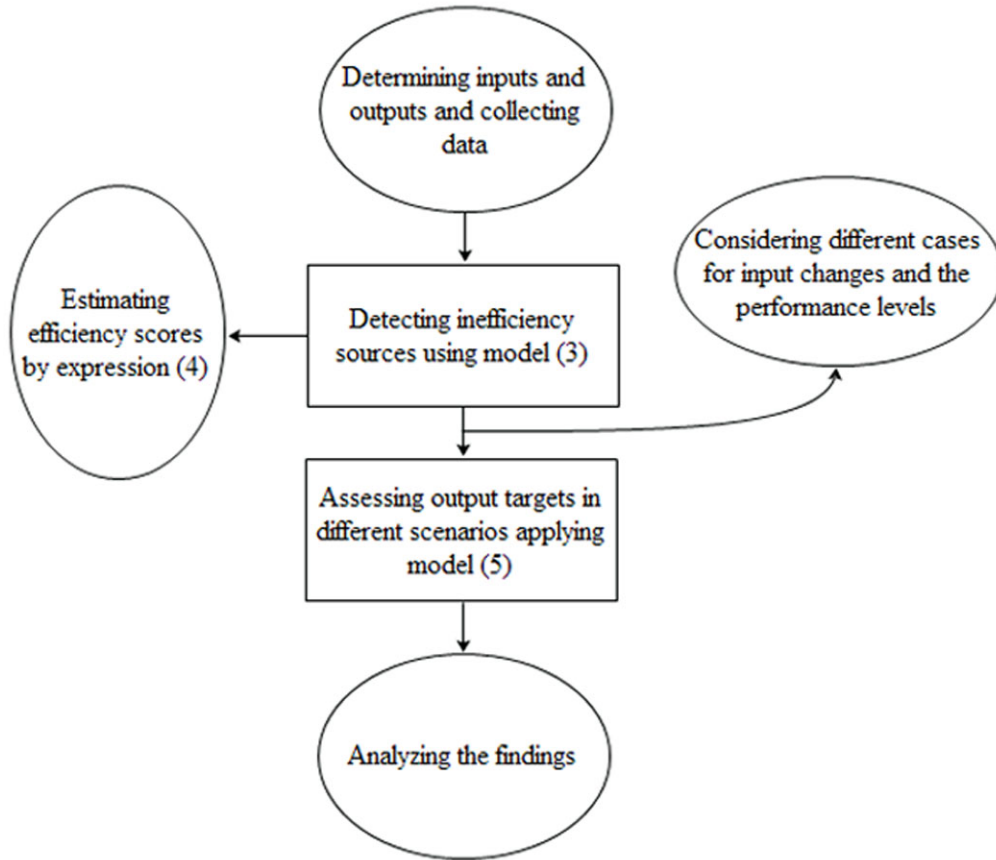 Determining inputs and
outputs and collecting
data
Considering different cases
for input changes and the
performance levels
Estimating
efficiency scores
by expression (4)
Detecting inefficiency
sources using model (3)
Assessing output targets in
different scenarios applying
model (5)
Analyzing the findings